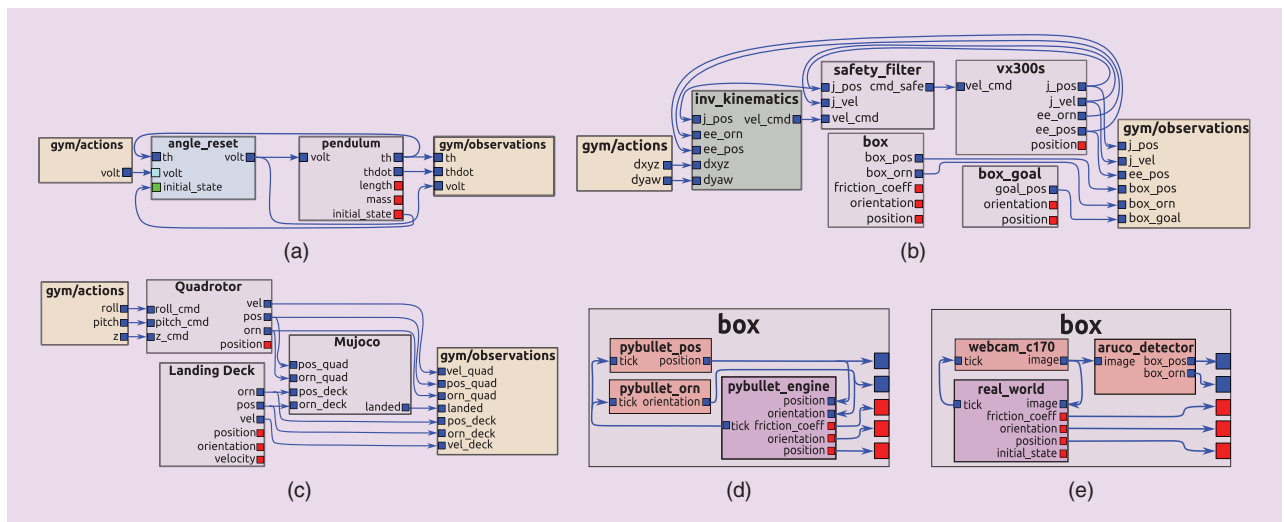 gym/actions
volt
angle_reset
th volt
volt
initial_state
pendulum
volt th
thdot
length
mass
initial_state
gym/observations
th
thdot
volt
(a)
gym/actions
dxyz
dyaw
inv_kinematics
j_pos vel_cmd
ee_orn
ee_pos
dxyz
dyaw
safety_filter
j_pos cmd_safe
j_vel
vel_cmd
vx300s
vel_cmd j_pos
j_vel
ee_orn
ee_pos
position
box
box_pos
box_orn
friction_coeff
orientation
position
box_goal
goal_pos
orientation
position
gym/observations
j_pos
j_vel
ee_pos
box_pos
box_orn
box_goal
(b)
gym/actions
roll
pitch
z
Quadrotor
roll_cmd vel
pitch_cmd pos
z_cmd orn
position
Landing Deck
orn
pos
vel
position
orientation
velocity
Mujoco
pos_quad
orn_quad
pos_deck
orn_deck landed
gym/observations
vel_quad
pos_quad
orn_quad
landed
pos_deck
orn_deck
vel_deck
(c)
box
pybullet_pos
tick position
pybullet_orn
tick orientation
pybullet_engine
position
orientation
tick friction_coeff
orientation
position
(d)
box
webcam_c170
tick image
aruco_detector
image box_pos
box_orn
real_world
tick image
friction_coeff
orientation
position
initial_state
(e)